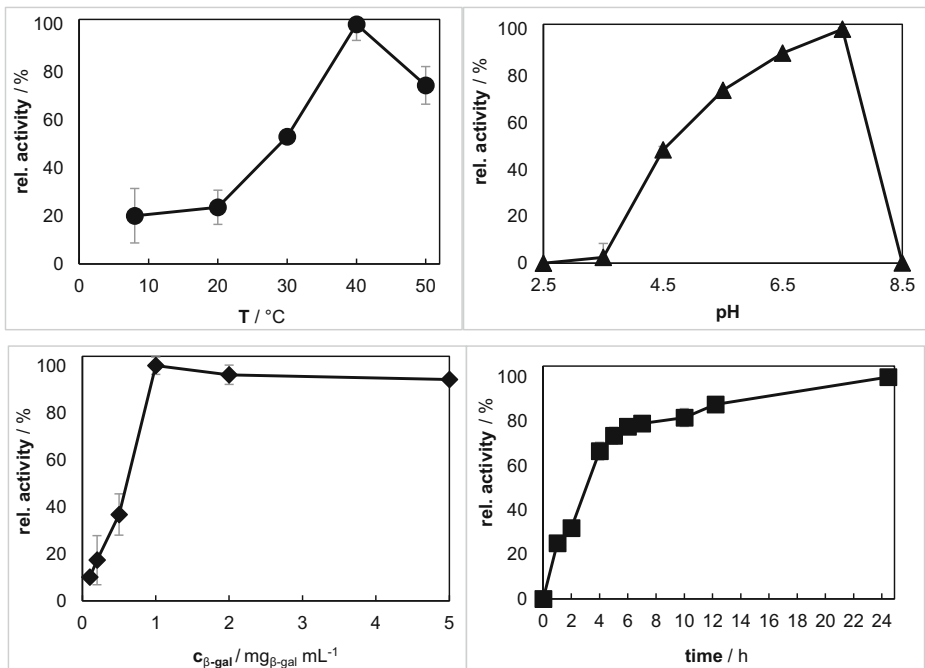 100
80
60
40
20
0
rel. activity / %
0 10 20 30 40 50
T / °C
100
80
60
40
20
0
rel. activity / %
2.5 4.5 6.5 8.5
pH
100
80
60
40
20
0
rel. activity / %
0 1 2 3 4 5
cβ-gal / mgβ-gal mL-1
100
80
60
40
20
0
rel. activity / %
0 2 4 6 8 10 12 14 16 18 20 22 24
time / h